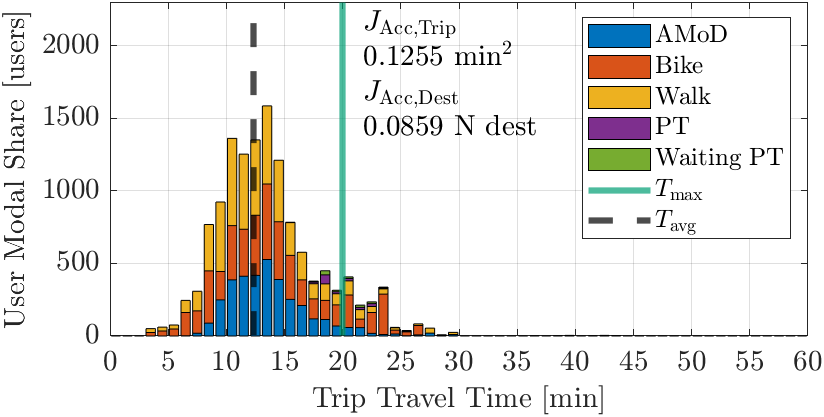 User Modal Share [users]
2000
1500
1000
500
0
J_Acc,Trip
0.1255 min²
J_Acc,Dest
0.0859 N dest
AMoD
Bike
Walk
PT
Waiting PT
T_max
T_avg
0 5 10 15 20 25 30 35 40 45 50 55 60
Trip Travel Time [min]